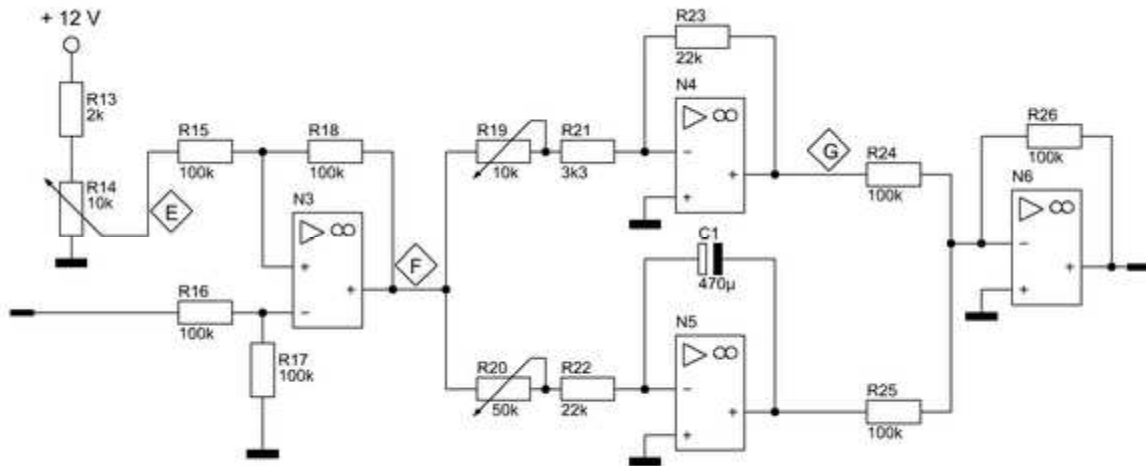 + 12 V
R13
2k
R14
10k
E
R15
100k
R18
100k
N3
▷ ∞
+
−
+
F
R16
100k
R17
100k
R19
10k
R21
3k3
R23
22k
N4
▷ ∞
−
+
+
G
R20
50k
R22
22k
C1
470µ
N5
▷ ∞
−
+
+
R24
100k
R25
100k
R26
100k
N6
▷ ∞
−
+
+